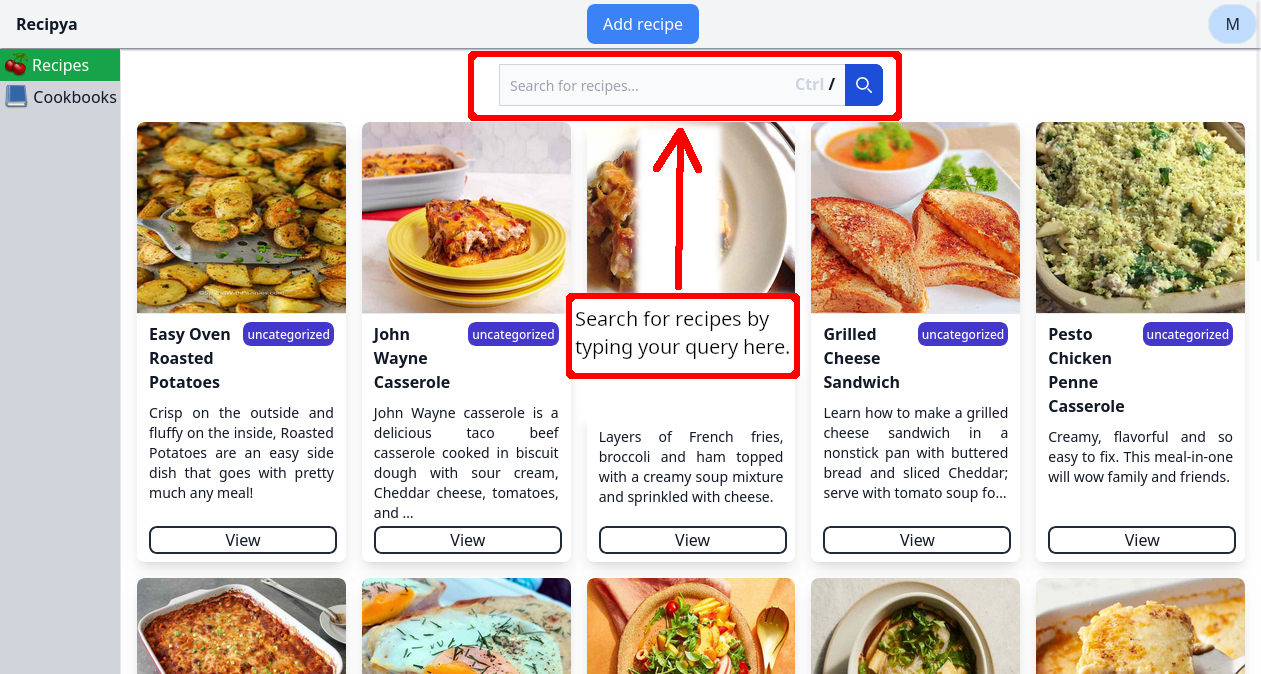 Recipya
Add recipe
M
Recipes
Cookbooks
Search for recipes...
Ctrl /
Search for recipes by
typing your query here.
Easy Oven
Roasted
Potatoes
uncategorized
Crisp on the outside and
fluffy on the inside, Roasted
Potatoes are an easy side
dish that goes with pretty
much any meal!
View
John
Wayne
Casserole
uncategorized
John Wayne casserole is a
delicious taco beef
casserole cooked in biscuit
dough with sour cream,
Cheddar cheese, tomatoes,
and ...
View
Layers of French fries,
broccoli and ham topped
with a creamy soup mixture
and sprinkled with cheese.
View
Grilled
Cheese
Sandwich
uncategorized
Learn how to make a grilled
cheese sandwich in a
nonstick pan with buttered
bread and sliced Cheddar;
serve with tomato soup fo...
View
Pesto
Chicken
Penne
Casserole
uncategorized
Creamy, flavorful and so
easy to fix. This meal-in-one
will wow family and friends.
View